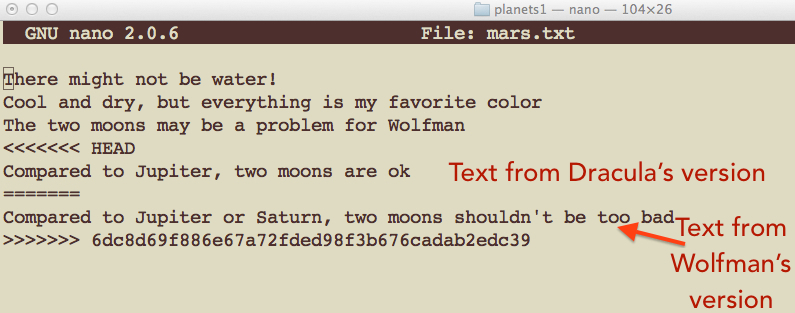 planets1 — nano — 104×26
GNU nano 2.0.6 File: mars.txt
There might not be water!
Cool and dry, but everything is my favorite color
The two moons may be a problem for Wolfman
<<<<<<< HEAD
Compared to Jupiter, two moons are ok
Text from Dracula’s version
=======
Compared to Jupiter or Saturn, two moons shouldn't be too bad
>>>>>>> 6dc8d69f886e67a72fded98f3b676cadab2edc39
Text from
Wolfman’s
version